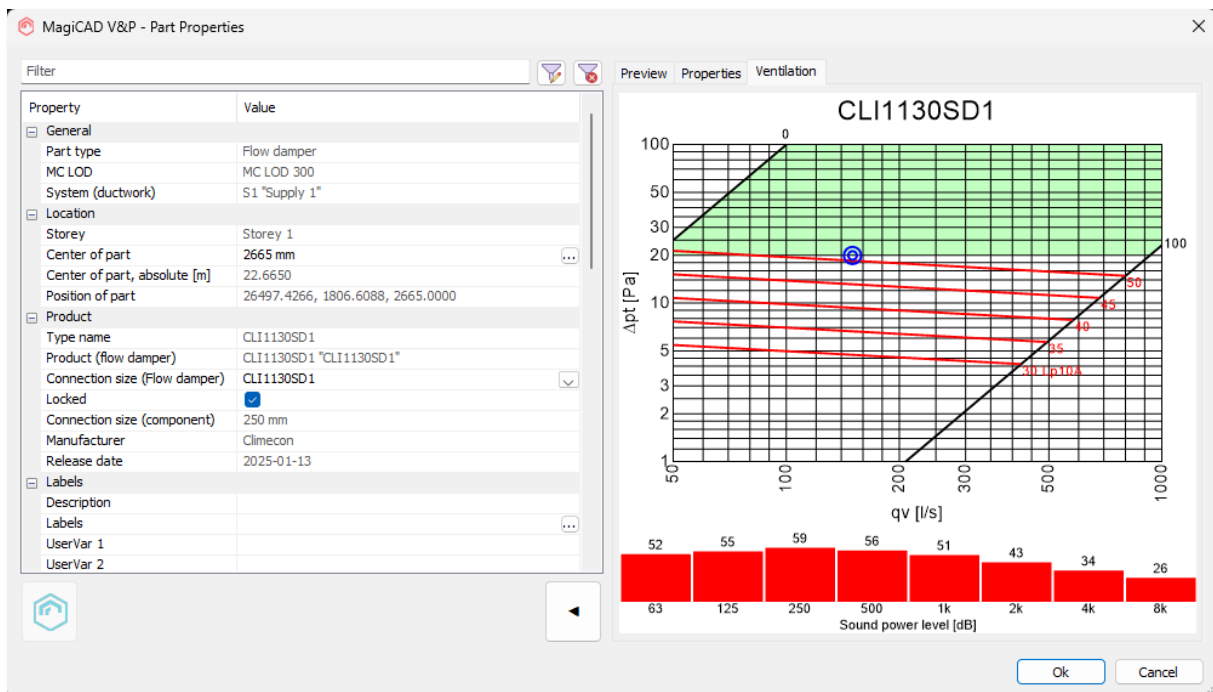 MagiCAD V&P - Part Properties
Filter
Property Value
General
Part type Flow damper
MC LOD MC LOD 300
System (ductwork) S1 "Supply 1"
Location
Storey Storey 1
Center of part 2665 mm ...
Center of part, absolute [m] 22.6650
Position of part 26497.4266, 1806.6088, 2665.0000
Product
Type name CLI1130SD1
Product (flow damper) CLI1130SD1 "CLI1130SD1"
Connection size (Flow damper) CLI1130SD1
Locked
Connection size (component) 250 mm
Manufacturer Climecon
Release date 2025-01-13
Labels
Description
Labels ...
UserVar 1
UserVar 2
Preview Properties Ventilation
CLI1130SD1
0
100
50
30
20
10
5
3
2
1
Δpt [Pa]
100
50
45
40
35
30 Lp10A
50 100 200 300 500 1000
qv [l/s]
52 55 59 56 51 43 34 26
63 125 250 500 1k 2k 4k 8k
Sound power level [dB]
Ok Cancel